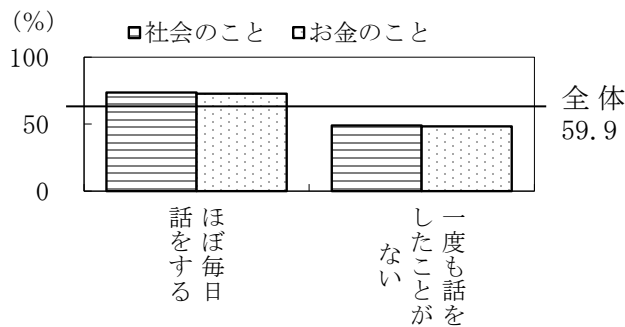 (%)
□社会のこと □お金のこと
100
50
0
全体
59.9
ほぼ毎日
話をする
一度も話を
したことが
ない